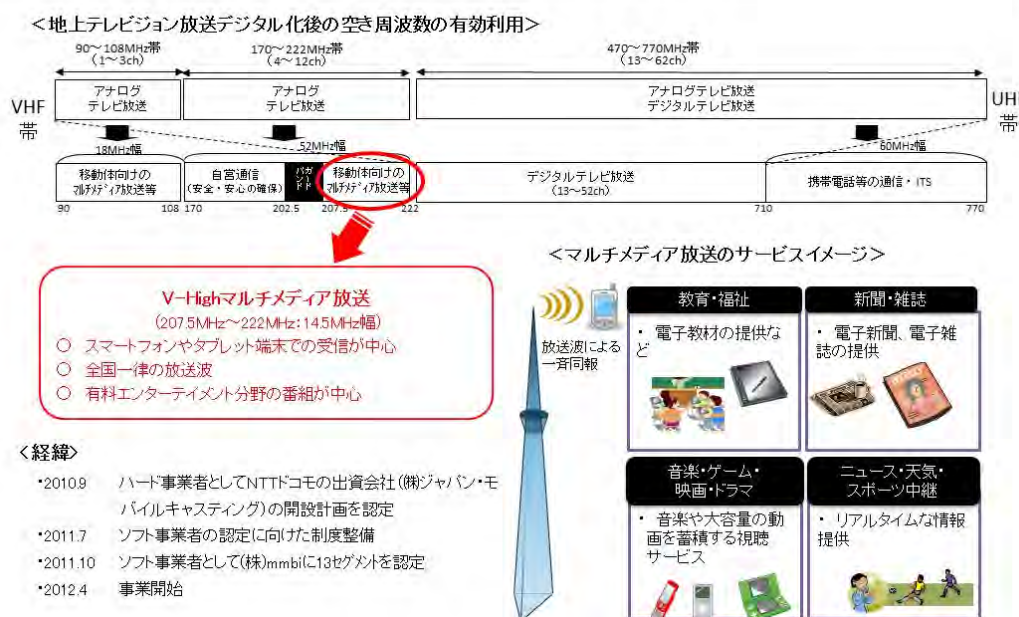 ＜地上テレビジョン放送デジタル化後の空き周波数の有効利用＞
90～108MHz帯
（1～3ch）
170～222MHz帯
（4～12ch）
470～770MHz帯
（13～62ch）
VHF
帯
アナログ
テレビ放送
アナログ
テレビ放送
アナログテレビ放送
デジタルテレビ放送
UHF
帯
18MHz幅
52MHz幅
60MHz幅
移動体向けの
マルチメディア放送等
自営通信
（安全・安心の確保）
ガード
バンド
移動体向けの
マルチメディア放送等
デジタルテレビ放送
（13～52ch）
携帯電話等の通信・ITS
90
108
170
202.5
207.5
222
710
770
V-Highマルチメディア放送
（207.5MHz～222MHz：14.5MHz幅）
○ スマートフォンやタブレット端末での受信が中心
○ 全国一律の放送波
○ 有料エンターテイメント分野の番組が中心
＜経緯＞
・2010.9 ハード事業者としてNTTドコモの出資会社（㈱ジャパン・モ
バイルキャスティング）の開設計画を認定
・2011.7 ソフト事業者の認定に向けた制度整備
・2011.10 ソフト事業者として(株)mmbiに13セグメントを認定
・2012.4 事業開始
＜マルチメディア放送のサービスイメージ＞
放送波による
一斉同報
教育・福祉
・ 電子教材の提供な
ど
新聞・雑誌
・ 電子新聞、電子雑
誌の提供
音楽・ゲーム・
映画・ドラマ
・ 音楽や大容量の動
画を蓄積する視聴
サービス
ニュース・天気・
スポーツ中継
・ リアルタイムな情報
提供